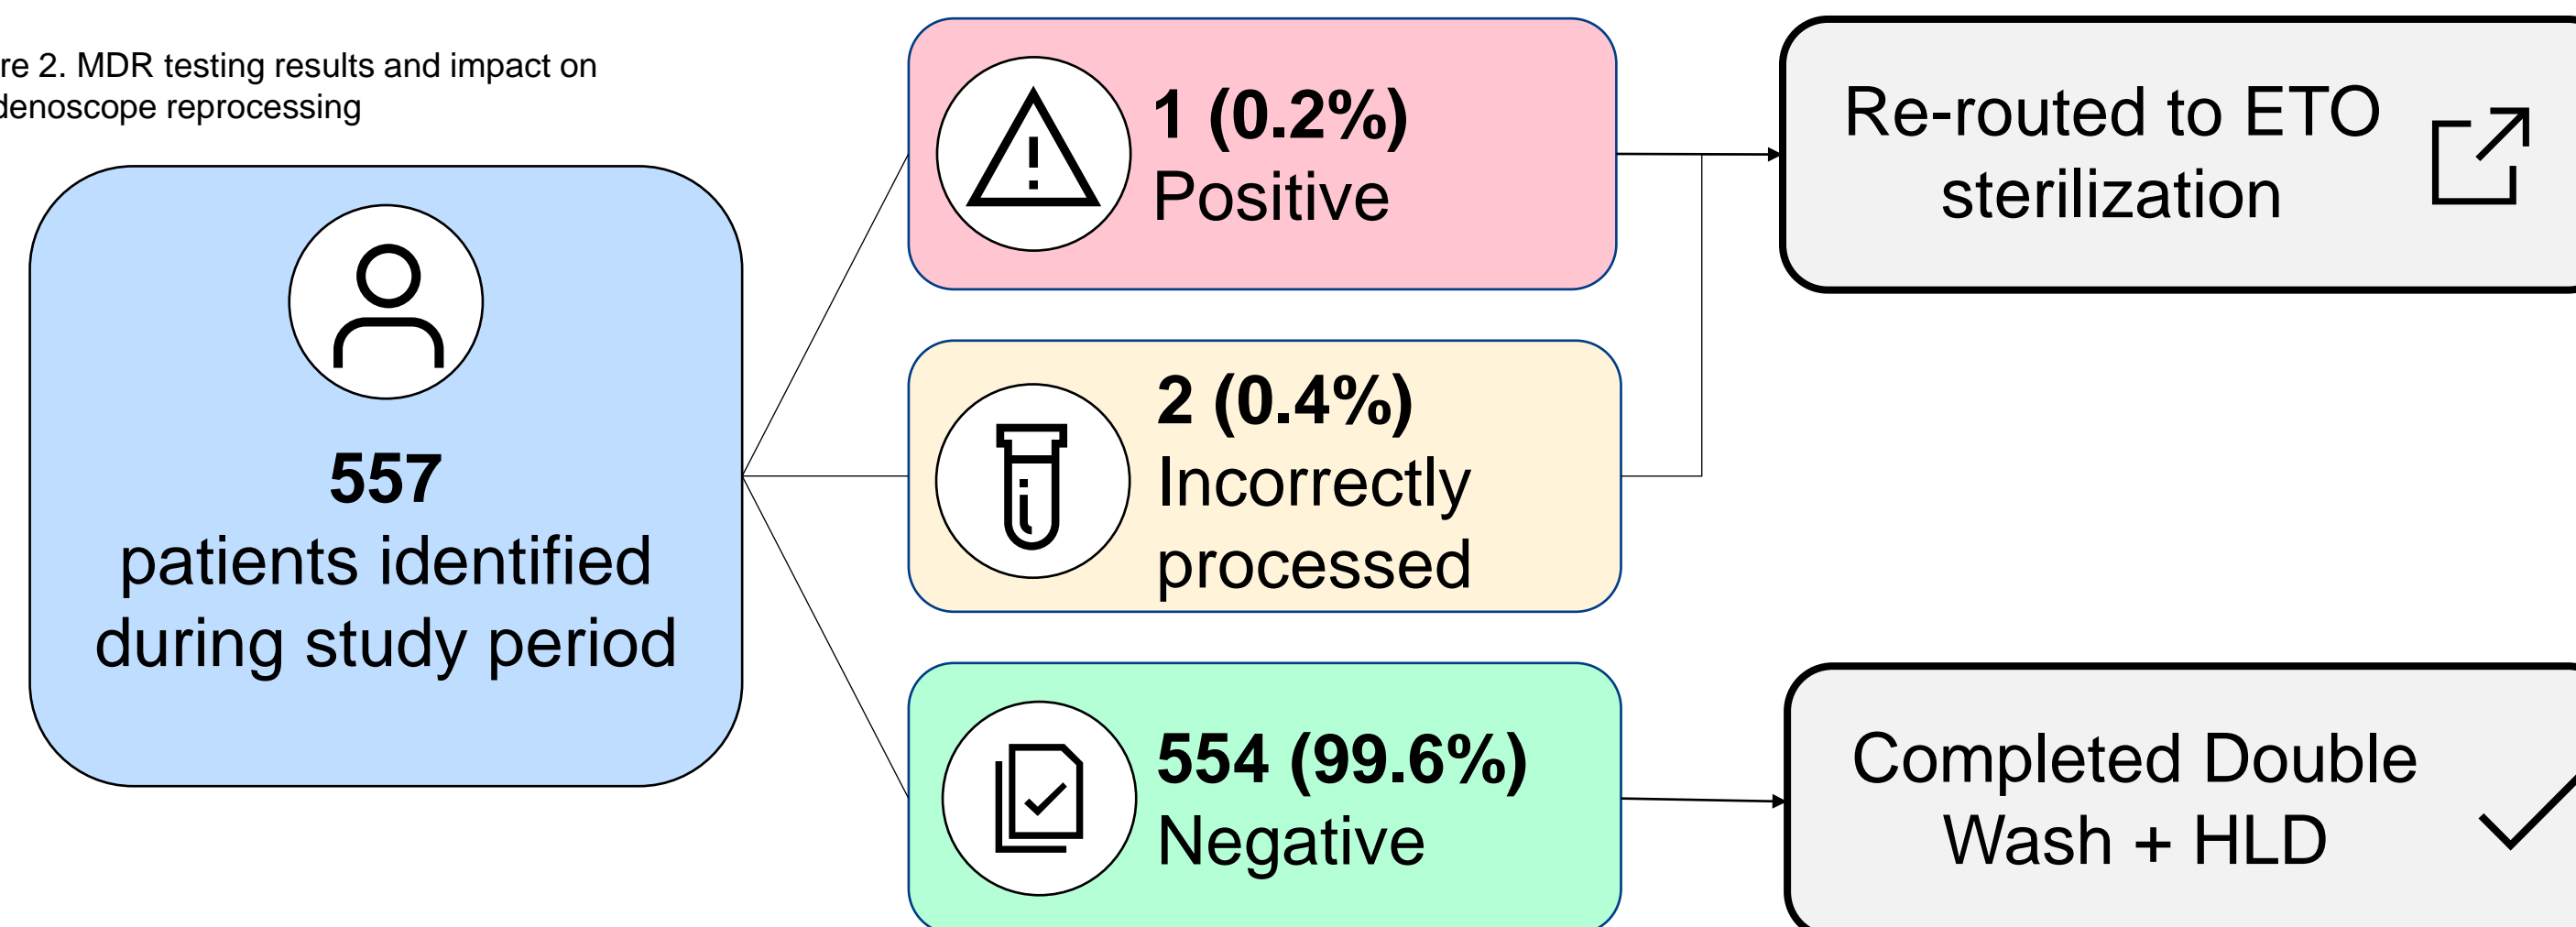 re 2. MDR testing results and impact on
denoscope reprocessing
557
patients identified
during study period
1 (0.2%)
Positive
2 (0.4%)
Incorrectly
processed
554 (99.6%)
Negative
Re-routed to ETO
sterilization
Completed Double
Wash + HLD